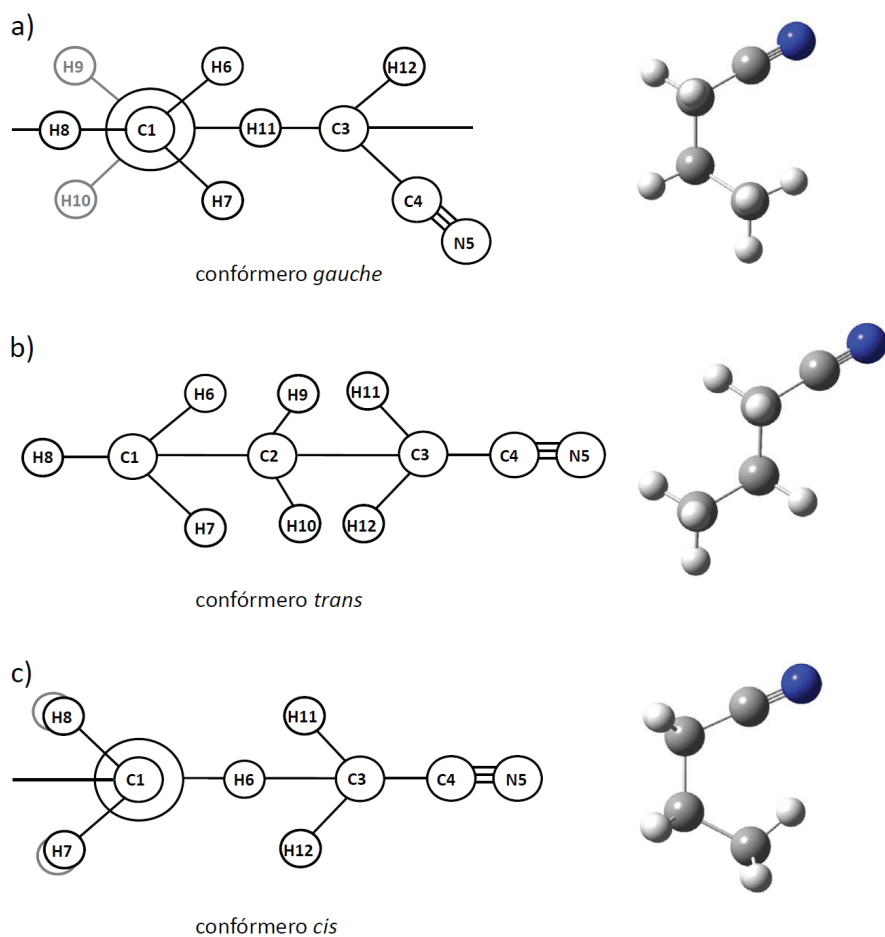 a)
H9 H6 H12
H8 C1 H11 C3
H10 H7 C4
N5
confórmero gauche
b)
H6 H9 H11
H8 C1 C2 C3 C4 N5
H7 H10 H12
confórmero trans
c)
H8 H11
C1 H6 C3 C4 N5
H7 H12
confórmero cis